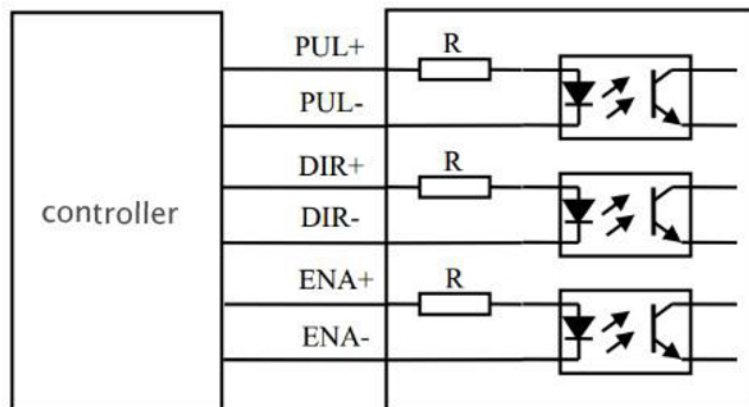 PUL+
R
PUL-
DIR+
R
controller
DIR-
ENA+
R
ENA-